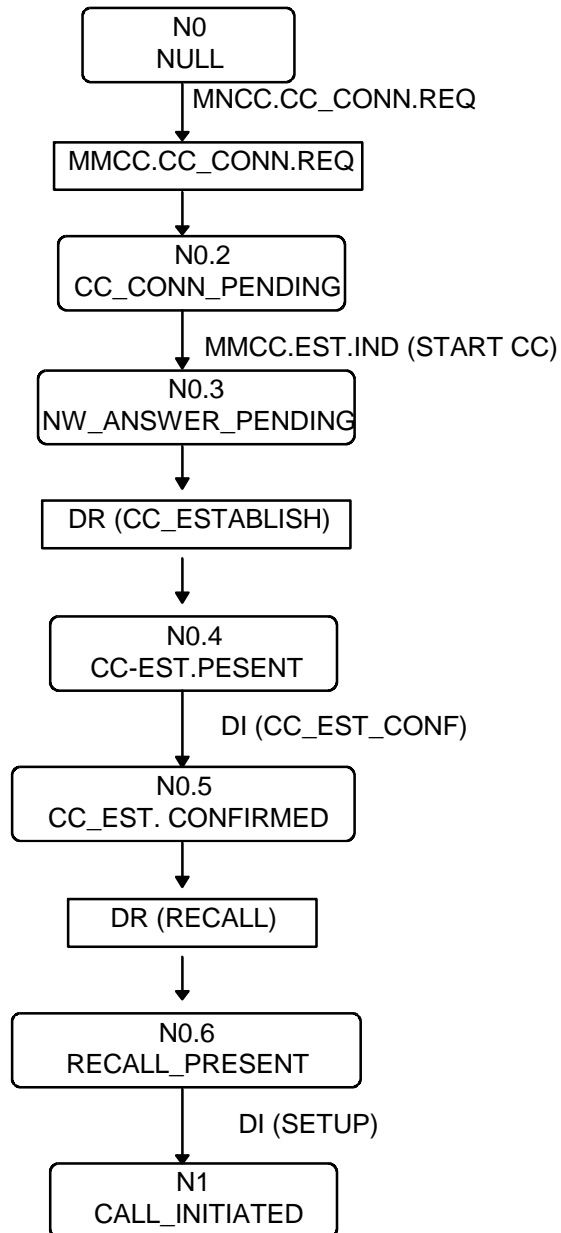 N0
NULL
MNCC.CC_CONN.REQ
MMCC.CC_CONN.REQ
N0.2
CC_CONN_PENDING
MMCC.EST.IND (START CC)
N0.3
NW_ANSWER_PENDING
DR (CC_ESTABLISH)
N0.4
CC-EST.PESENT
DI (CC_EST_CONF)
N0.5
CC_EST. CONFIRMED
DR (RECALL)
N0.6
RECALL_PRESENT
DI (SETUP)
N1
CALL_INITIATED